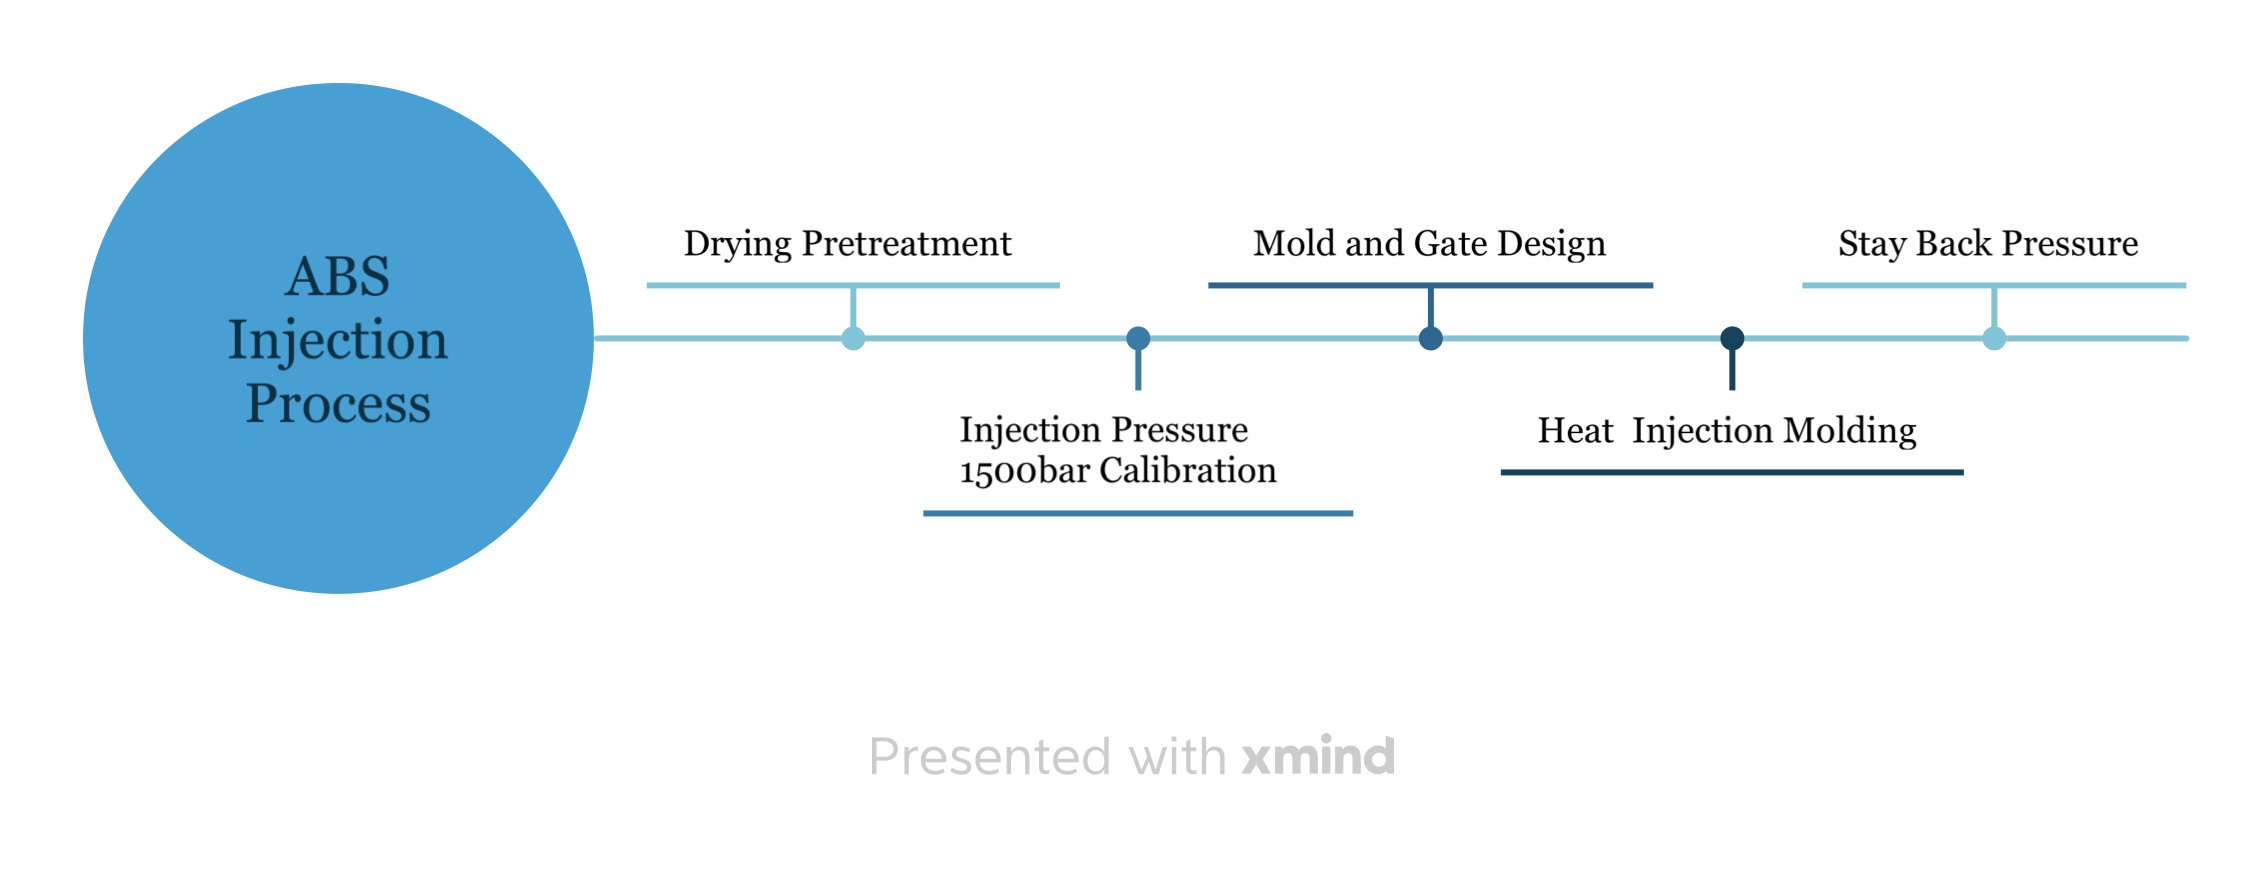 ABS
Injection
Process
Drying Pretreatment
Injection Pressure
1500bar Calibration
Mold and Gate Design
Heat  Injection Molding
Stay Back Pressure
Presented with xmind